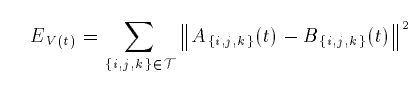 E_{V(t)} = \sum_{\{i,j,k\} \in \mathcal{T}} \left\| A_{\{i,j,k\}}(t) - B_{\{i,j,k\}}(t) \right\|^2